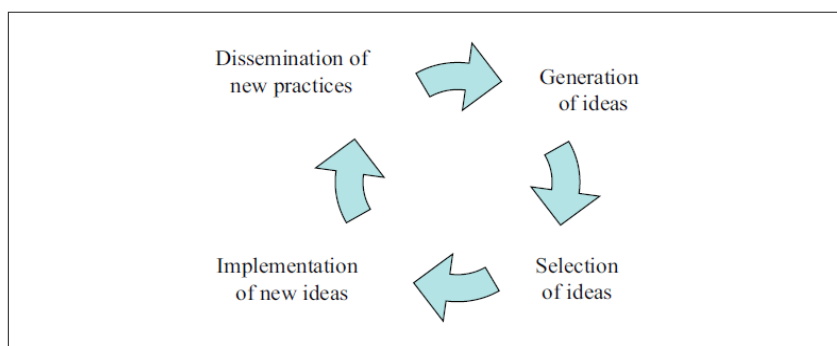 Dissemination of
new practices
Generation
of ideas
Implementation
of new ideas
Selection
of ideas